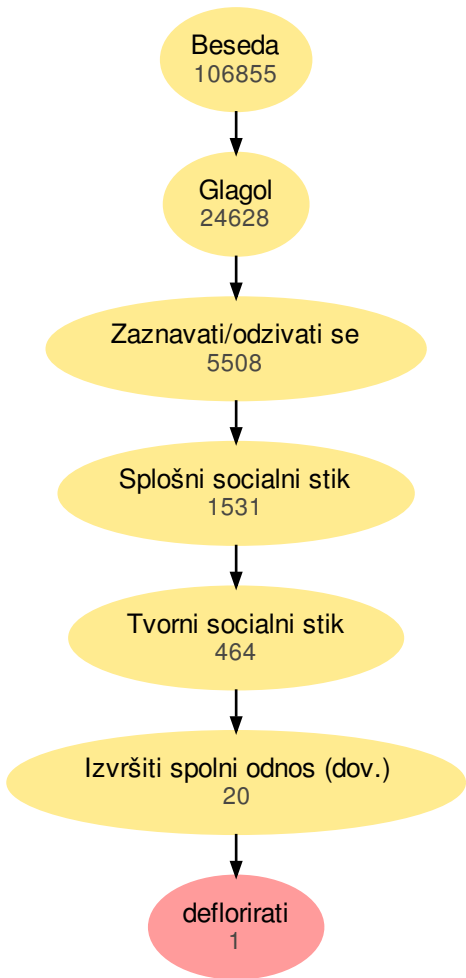 Beseda
106855
Glagol
24628
Zaznavati/odzivati se
5508
Splošni socialni stik
1531
Tvorni socialni stik
464
Izvršiti spolni odnos (dov.)
20
deflorirati
1